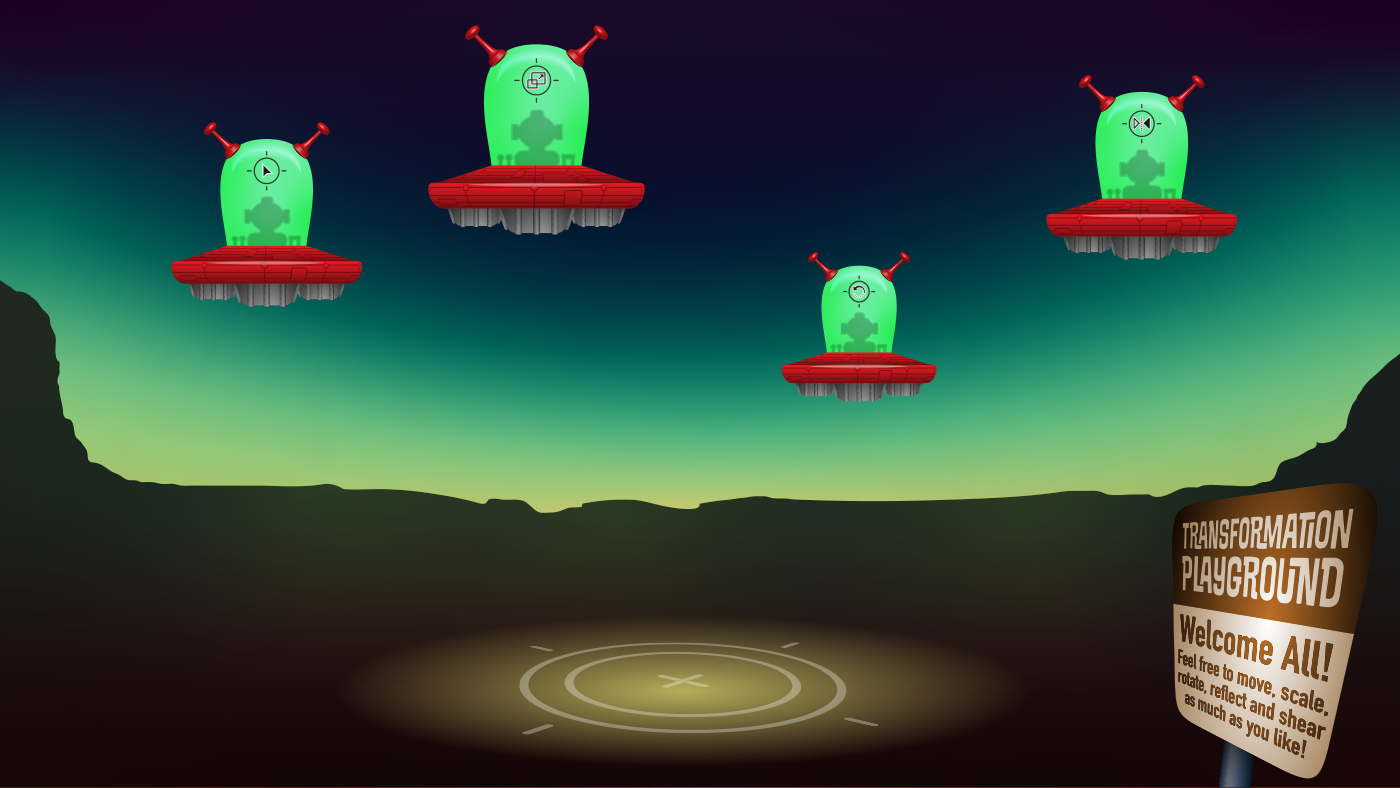 TRANSFORMATION
PLAYGROUND
Welcome All!
Feel free to move, scale,
rotate, reflect and shear
as much as you like!